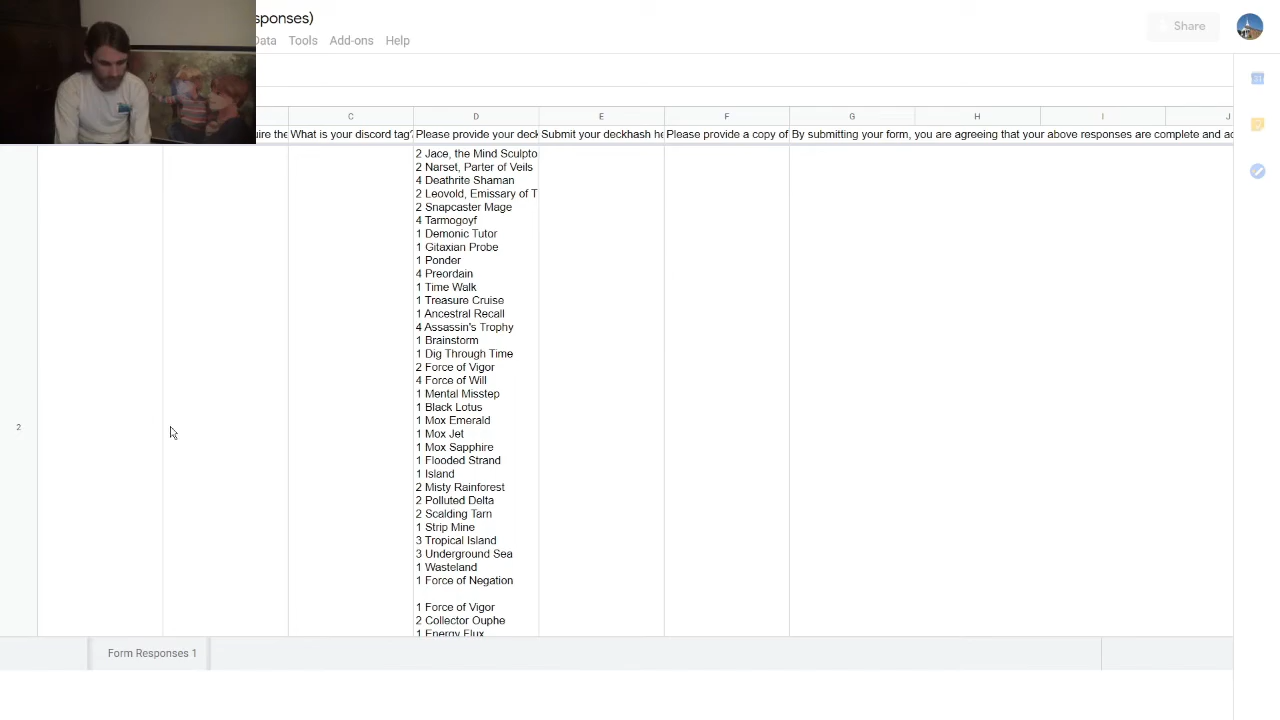 sponses)
Share
Data
Tools
Add-ons
Help
C
D
E
F
G
H
I
J
uire the
What is your discord tag?
Please provide your deck
Submit your deckhash he
Please provide a copy of
By submitting your form, you are agreeing that your above responses are complete and ac
2
2 Jace, the Mind Sculpto
2 Narset, Parter of Veils
4 Deathrite Shaman
2 Leovold, Emissary of T
2 Snapcaster Mage
4 Tarmogoyf
1 Demonic Tutor
1 Gitaxian Probe
1 Ponder
4 Preordain
1 Time Walk
1 Treasure Cruise
1 Ancestral Recall
4 Assassin's Trophy
1 Brainstorm
1 Dig Through Time
2 Force of Vigor
4 Force of Will
1 Mental Misstep
1 Black Lotus
1 Mox Emerald
1 Mox Jet
1 Mox Sapphire
1 Flooded Strand
1 Island
2 Misty Rainforest
2 Polluted Delta
2 Scalding Tarn
1 Strip Mine
3 Tropical Island
3 Underground Sea
1 Wasteland
1 Force of Negation
1 Force of Vigor
2 Collector Ouphe
1 Energy Flux
Form Responses 1